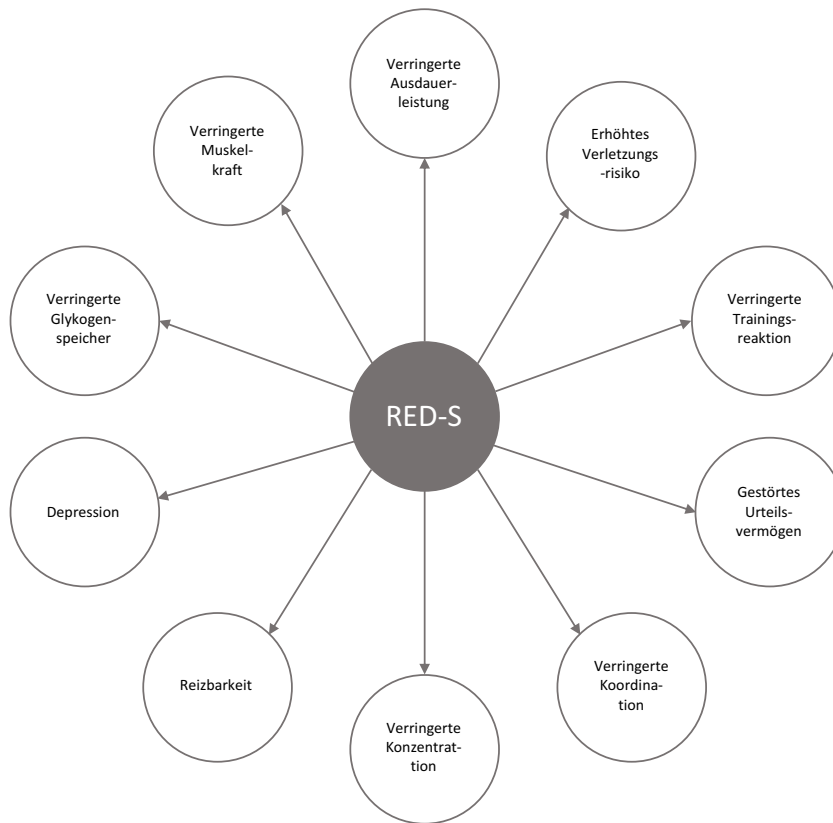 Verringerte
Ausdauer-
leistung
Erhöhtes
Verletzungs
-risiko
Verringerte
Trainings-
reaktion
Gestörtes
Urteils-
vermögen
Verringerte
Koordina-
tion
Verringerte
Konzentrat-
tion
Reizbarkeit
Depression
Verringerte
Glykogen-
speicher
Verringerte
Muskel-
kraft
RED-S